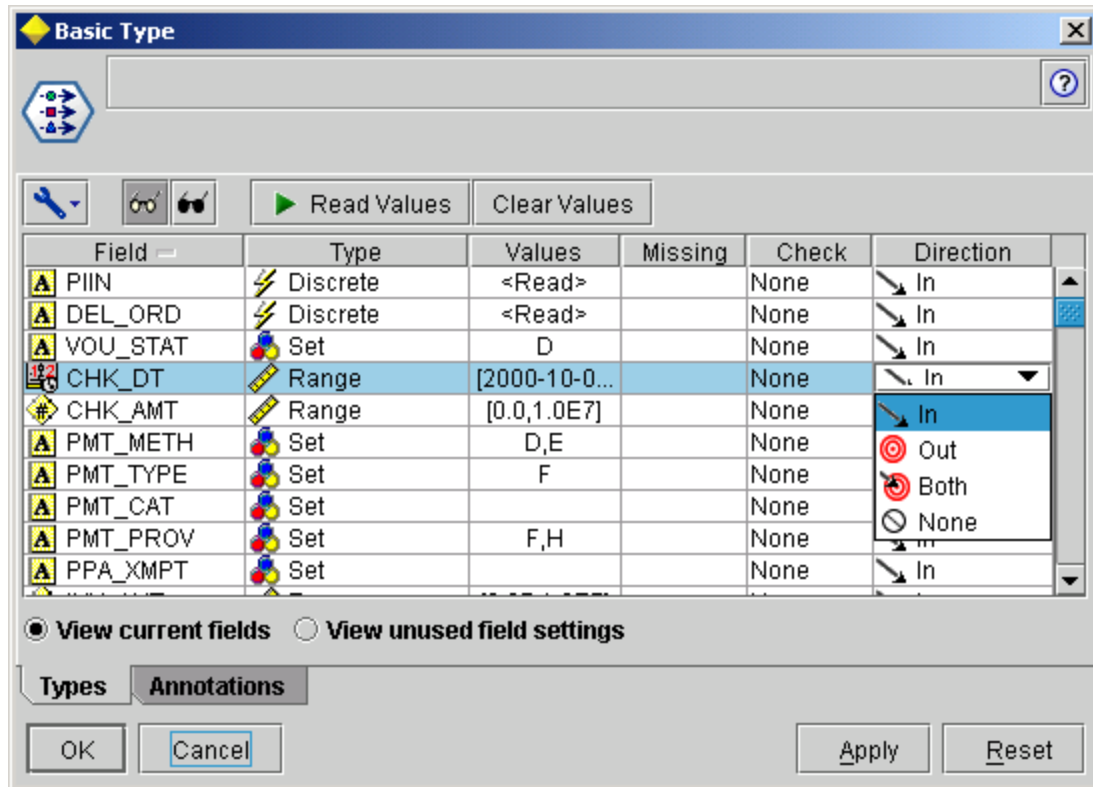 Basic Type
Read Values Clear Values
Field Type Values Missing Check Direction
A PIIN Discrete <Read> None In
A DEL_ORD Discrete <Read> None In
A VOU_STAT Set D None In
CHK_DT Range [2000-10-0... None In
# CHK_AMT Range [0.0,1.0E7] None In
A PMT_METH Set D,E None Out
A PMT_TYPE Set F None Both
A PMT_CAT Set None None
A PMT_PROV Set F,H None
A PPA_XMPT Set None In
View current fields View unused field settings
Types Annotations
OK Cancel Apply Reset